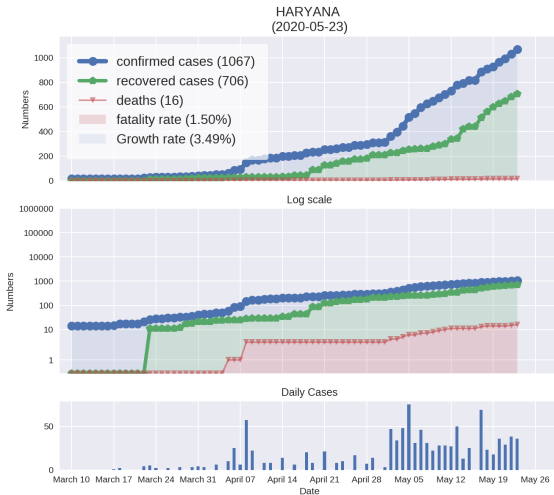 HARYANA
(2020-05-23)
confirmed cases (1067)
recovered cases (706)
deaths (16)
fatality rate (1.50%)
Growth rate (3.49%)
Numbers
1000
800
600
400
200
0
Log scale
Numbers
1000000
10000
1000
100
10
1
Daily Cases
50
0
March 10 March 17 March 24 March 31 April 07 April 14 April 21 April 28 May 05 May 12 May 19 May 26
Date